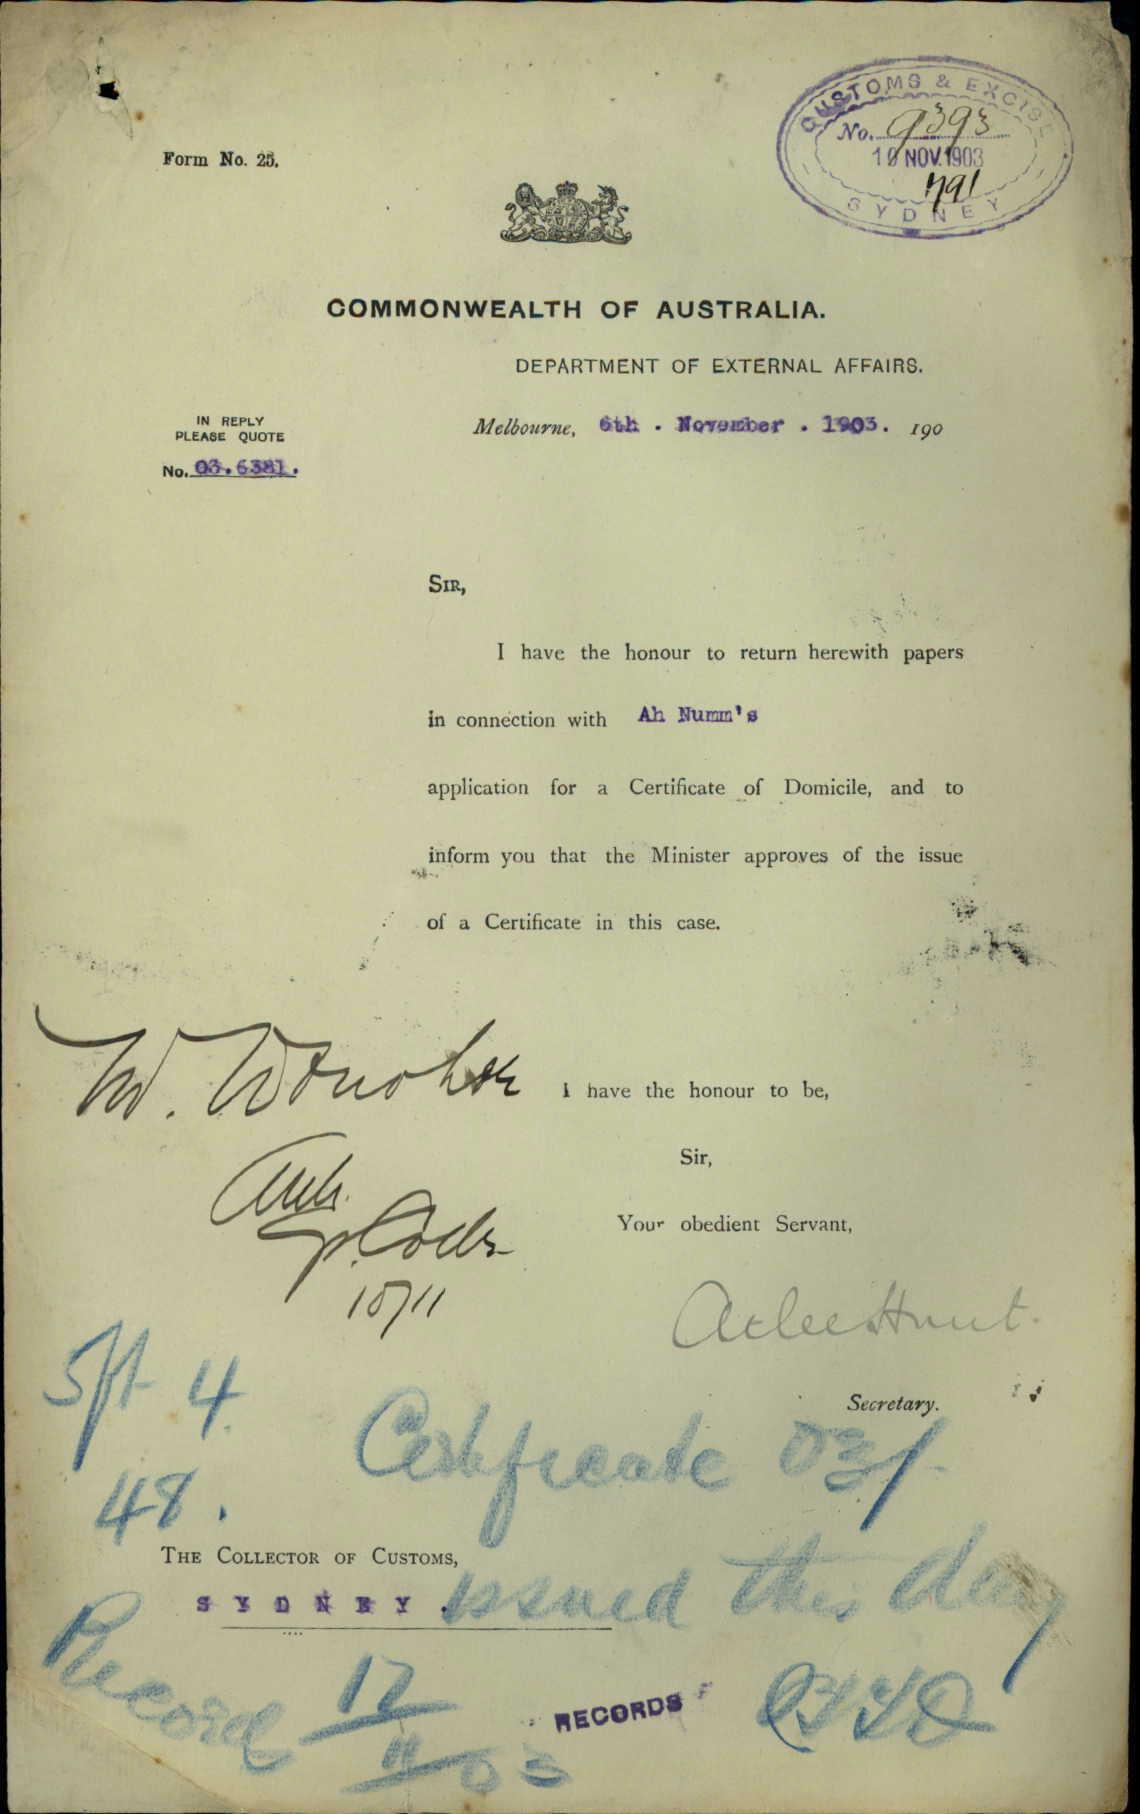 CUSTOMS & EXCISE
No. 9393
10 NOV. 1903
791
SYDNEY
Form No. 25.
COMMONWEALTH OF AUSTRALIA.
DEPARTMENT OF EXTERNAL AFFAIRS.
IN REPLY
PLEASE QUOTE
No. 03.6381.
Melbourne, 6th . November . 1903. 190
SIR,
I have the honour to return herewith papers
in connection with Ah Numm's
application for a Certificate of Domicile, and to
inform you that the Minister approves of the issue
of a Certificate in this case.
I have the honour to be,
Sir,
Your obedient Servant,
10/11
Atlee Hunt.
Secretary.
5ft 4
48.
Certificate 03/
THE COLLECTOR OF CUSTOMS,
SYDNEY.
issued this day
Record 12
11 03
RECORDS